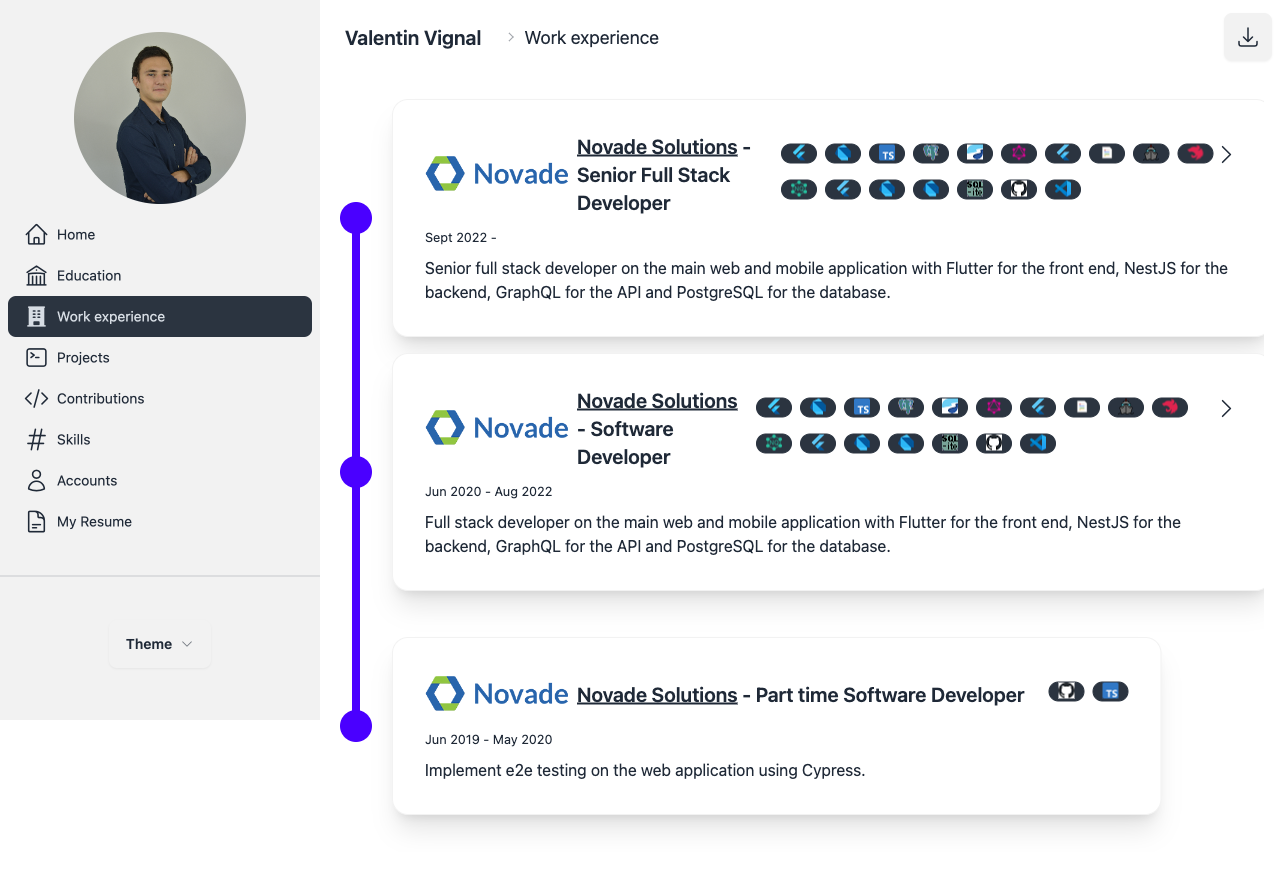 Valentin Vignal
Work experience
Home
Education
Work experience
Projects
Contributions
Skills
Accounts
My Resume
Theme
Novade
Novade Solutions -
Senior Full Stack
Developer
TS
SQL
-ite
Sept 2022 -
Senior full stack developer on the main web and mobile application with Flutter for the front end, NestJS for the
backend, GraphQL for the API and PostgreSQL for the database.
Novade
Novade Solutions
- Software
Developer
TS
SQL
-ite
Jun 2020 - Aug 2022
Full stack developer on the main web and mobile application with Flutter for the front end, NestJS for the
backend, GraphQL for the API and PostgreSQL for the database.
Novade
Novade Solutions - Part time Software Developer
TS
Jun 2019 - May 2020
Implement e2e testing on the web application using Cypress.